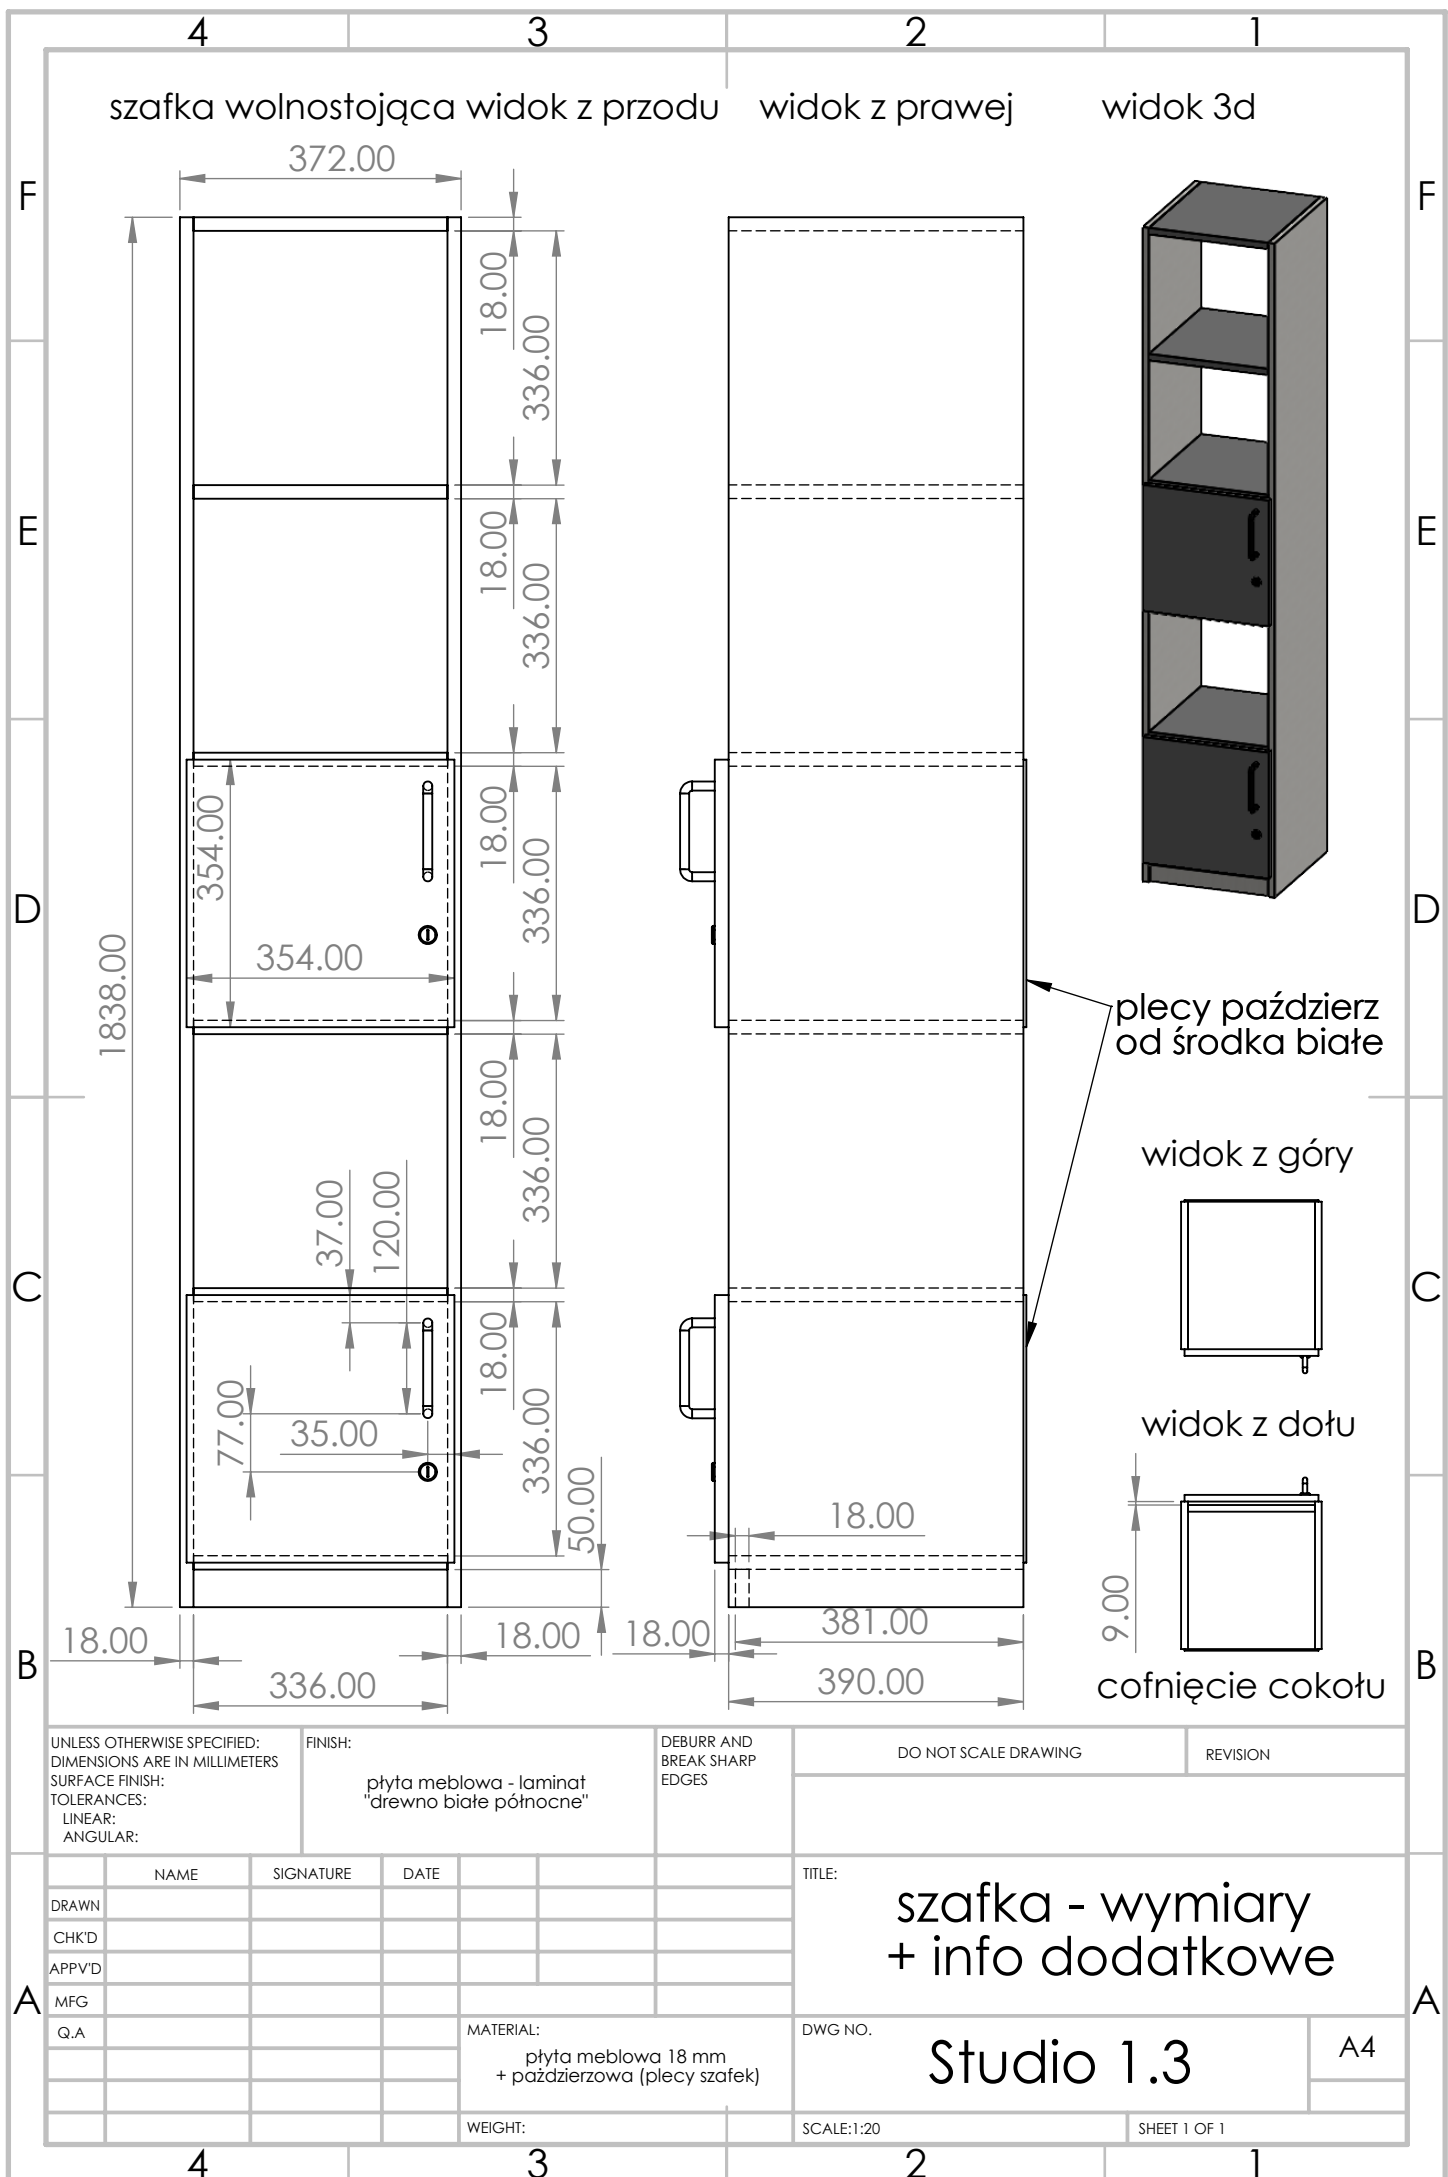 4 3 2 1
szafka wolnostojąca widok z przodu widok z prawej widok 3d
372.00
F F
18.00
336.00
E E
18.00
336.00
354.00
18.00
336.00
D D
354.00
1838.00
plecy paździerz
od środka białe
18.00
336.00
widok z góry
37.00
120.00
C C
18.00
336.00
77.00
35.00
widok z dołu
50.00
18.00
9.00
18.00
336.00
18.00
18.00
381.00
390.00
B B
cofnięcie cokołu
UNLESS OTHERWISE SPECIFIED:
DIMENSIONS ARE IN MILLIMETERS
SURFACE FINISH:
TOLERANCES:
LINEAR:
ANGULAR:
FINISH:
płyta meblowa - laminat
"drewno białe północne"
DEBURR AND
BREAK SHARP
EDGES
DO NOT SCALE DRAWING
REVISION
NAME SIGNATURE DATE
DRAWN
CHK'D
APPV'D
MFG
Q.A
TITLE:
szafka - wymiary
+ info dodatkowe
A A
MATERIAL:
płyta meblowa 18 mm
+ pażdzierzowa (plecy szafek)
DWG NO.
Studio 1.3
A4
WEIGHT:
SCALE:1:20
SHEET 1 OF 1
4 3 2 1